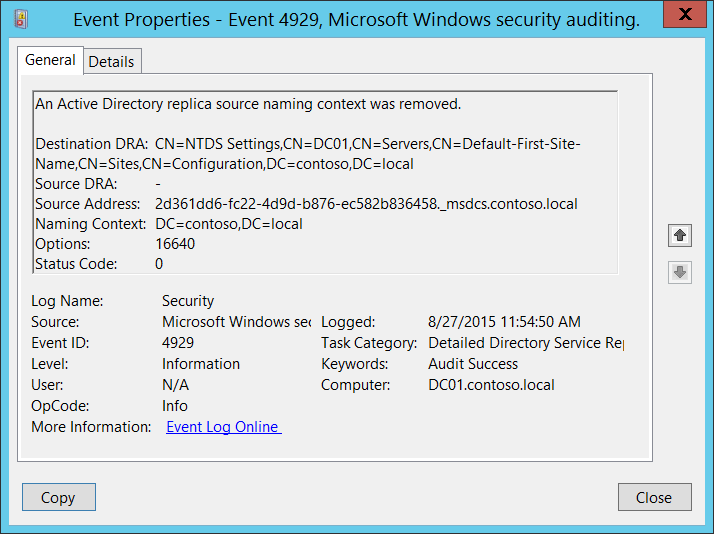 Event Properties - Event 4929, Microsoft Windows security auditing.
X
General Details
An Active Directory replica source naming context was removed.
Destination DRA: CN=NTDS Settings,CN=DC01,CN=Servers,CN=Default-First-Site-
Name,CN=Sites,CN=Configuration,DC=contoso,DC=local
Source DRA: -
Source Address: 2d361dd6-fc22-4d9d-b876-ec582b836458._msdcs.contoso.local
Naming Context: DC=contoso,DC=local
Options: 16640
Status Code: 0
Log Name: Security
Source: Microsoft Windows sec Logged: 8/27/2015 11:54:50 AM
Event ID: 4929 Task Category: Detailed Directory Service Rep
Level: Information Keywords: Audit Success
User: N/A Computer: DC01.contoso.local
OpCode: Info
More Information: Event Log Online
Copy Close